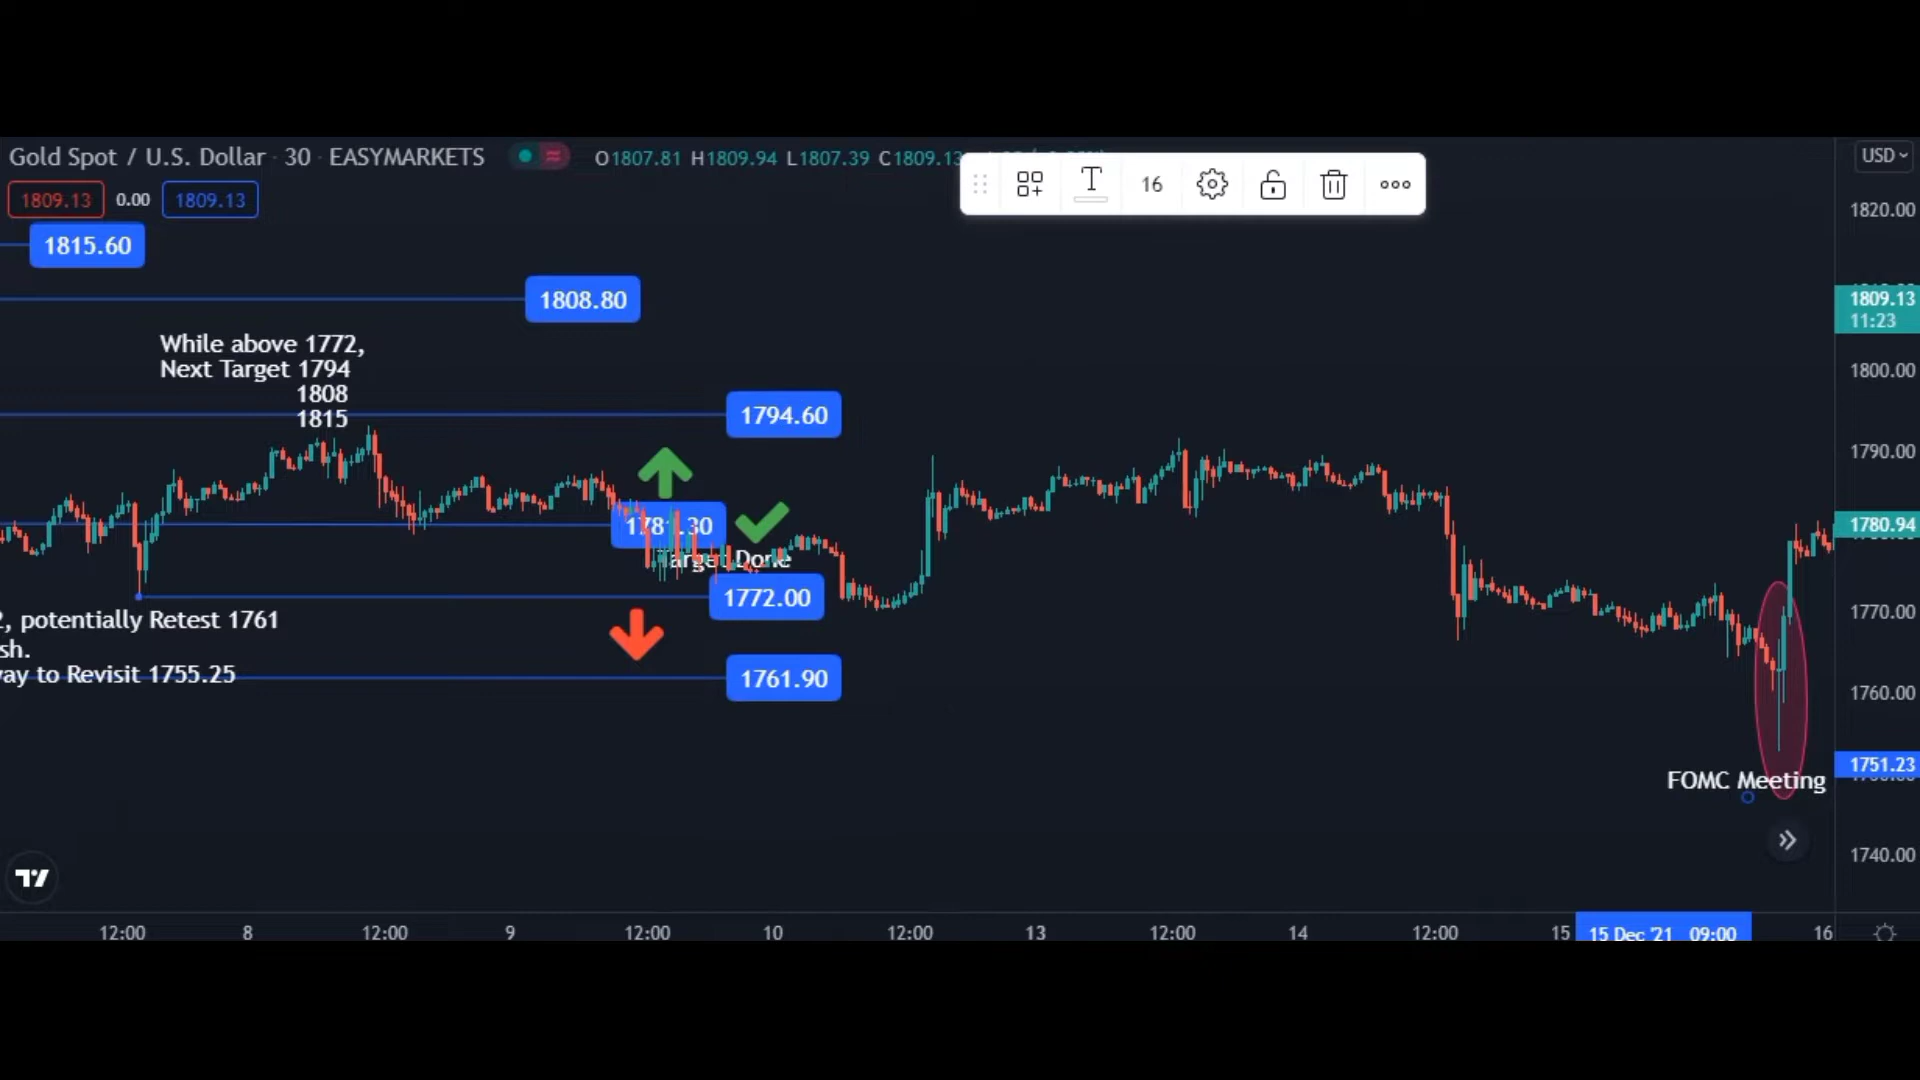 Gold Spot / U.S. Dollar · 30 · EASYMARKETS
O1807.81 H1809.94 L1807.39 C1809.13
16
USD
1809.13 0.00 1809.13
1820.00
1815.60
1808.80
1809.13
11:23
While above 1772,
Next Target 1794
1808
1815
1800.00
1794.60
1790.00
1781.30
1780.94
Target Done
1772.00
1770.00
2, potentially Retest 1761
sh.
way to Revisit 1755.25
1761.90
1760.00
1751.23
FOMC Meeting
1740.00
12:00 8 12:00 9 12:00 10 12:00 13 12:00 14 12:00 15 15 Dec '21 09:00 16